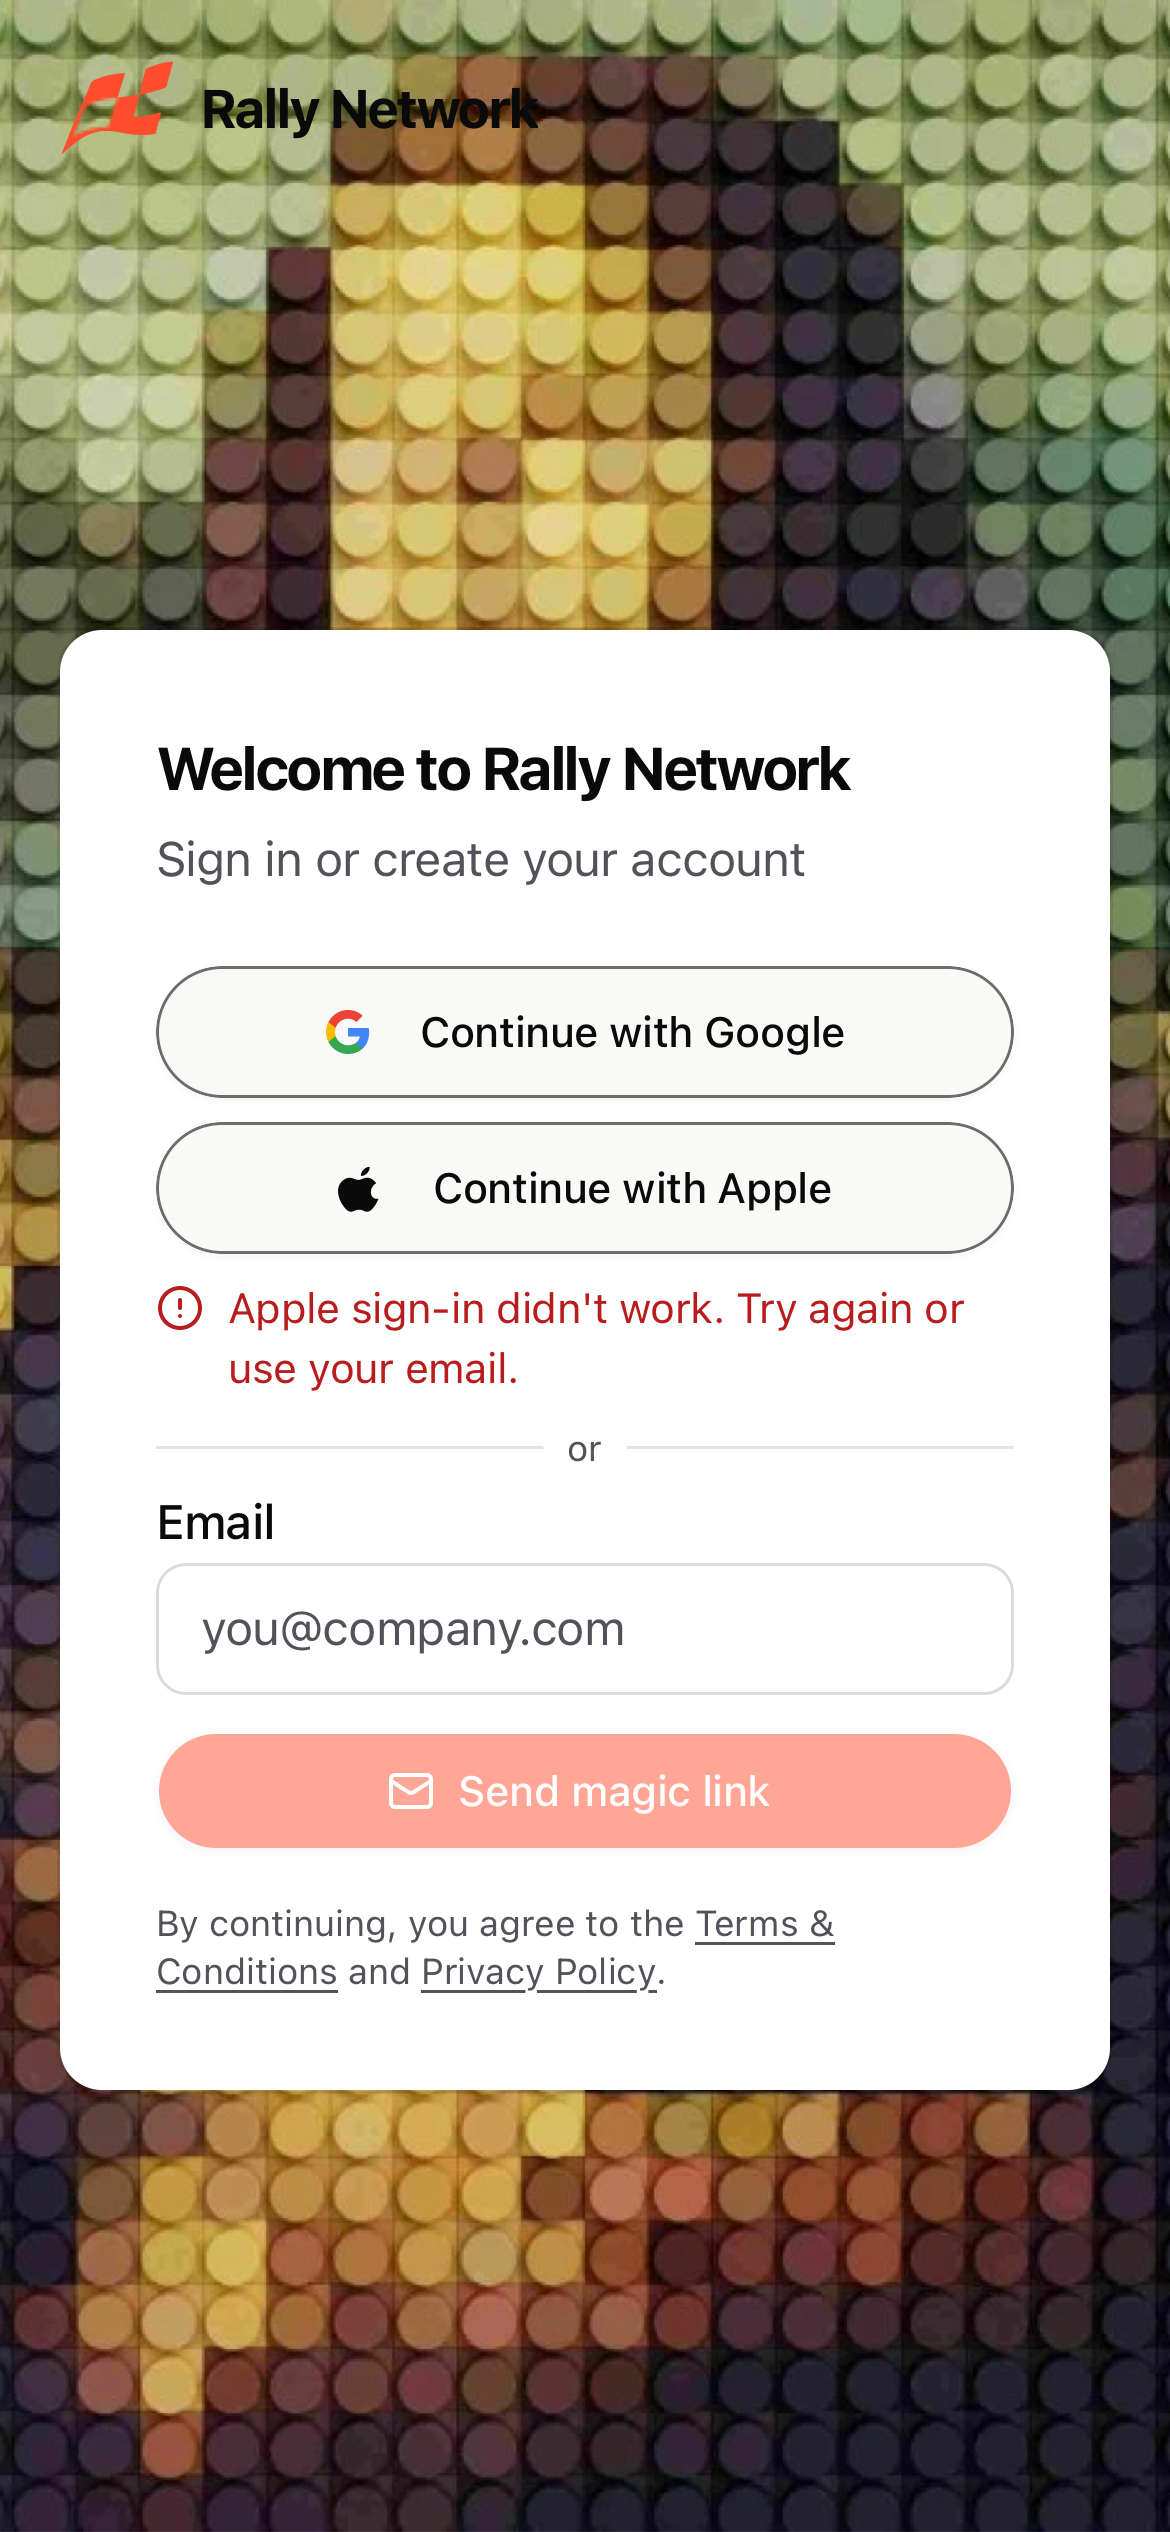 Rally Network
Welcome to Rally Network
Sign in or create your account
Continue with Google
Continue with Apple
Apple sign-in didn't work. Try again or
use your email.
or
Email
you@company.com
Send magic link
By continuing, you agree to the Terms &
Conditions and Privacy Policy.